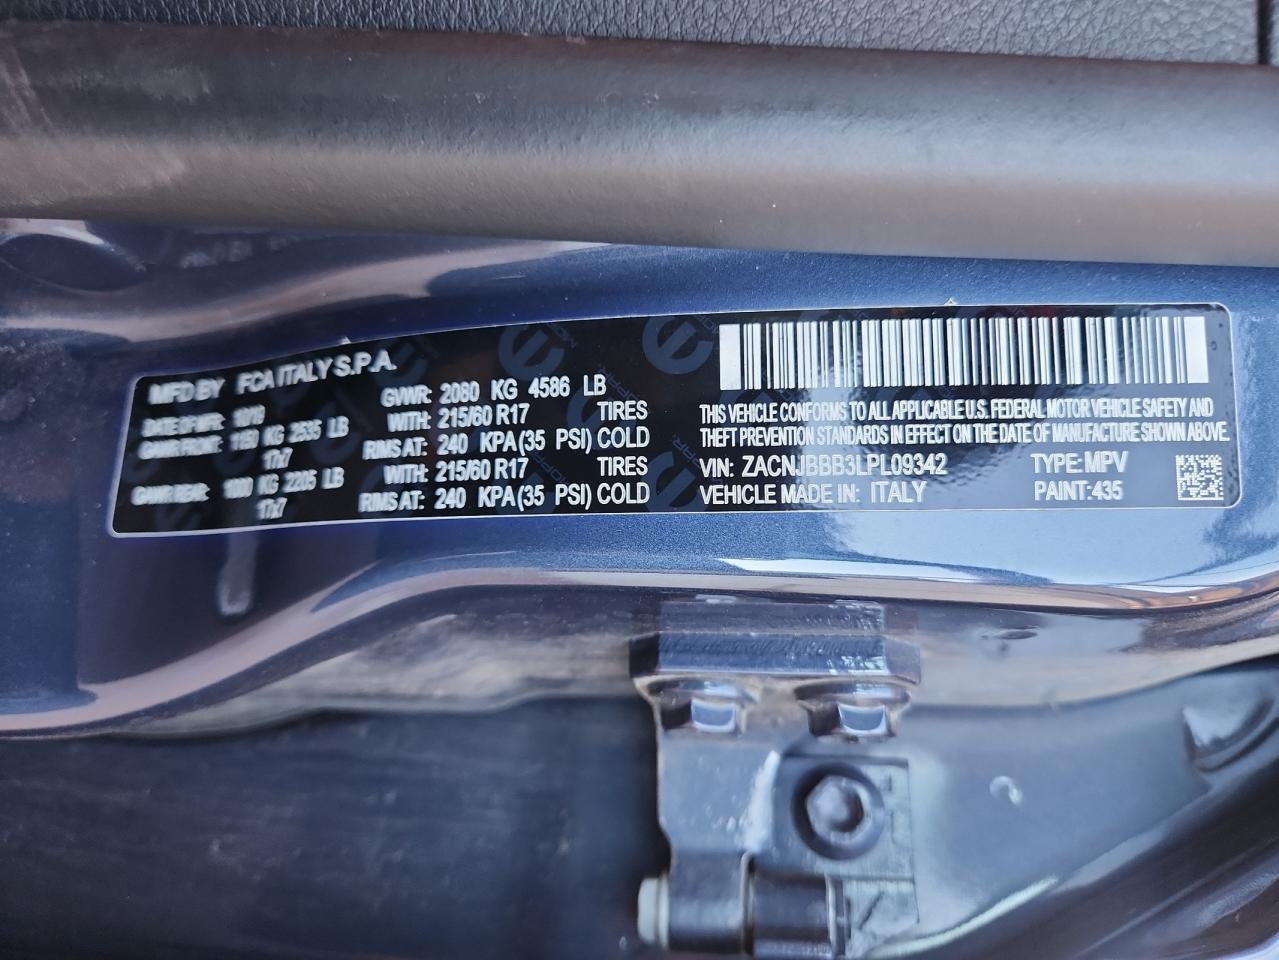 MFD BY FCA ITALY S.P.A.
DATE OF MFR: 10/19 GVWR: 2080 KG 4586 LB
GAWR FRONT: 1150 KG 2535 LB WITH: 215/60 R17 TIRES
17x7 RIMS AT: 240 KPA (35 PSI) COLD
GAWR REAR: 1000 KG 2205 LB WITH: 215/60 R17 TIRES
17x7 RIMS AT: 240 KPA (35 PSI) COLD
THIS VEHICLE CONFORMS TO ALL APPLICABLE U.S. FEDERAL MOTOR VEHICLE SAFETY AND
THEFT PREVENTION STANDARDS IN EFFECT ON THE DATE OF MANUFACTURE SHOWN ABOVE.
VIN: ZACNJBBB3LPL09342 TYPE: MPV
VEHICLE MADE IN: ITALY PAINT: 435